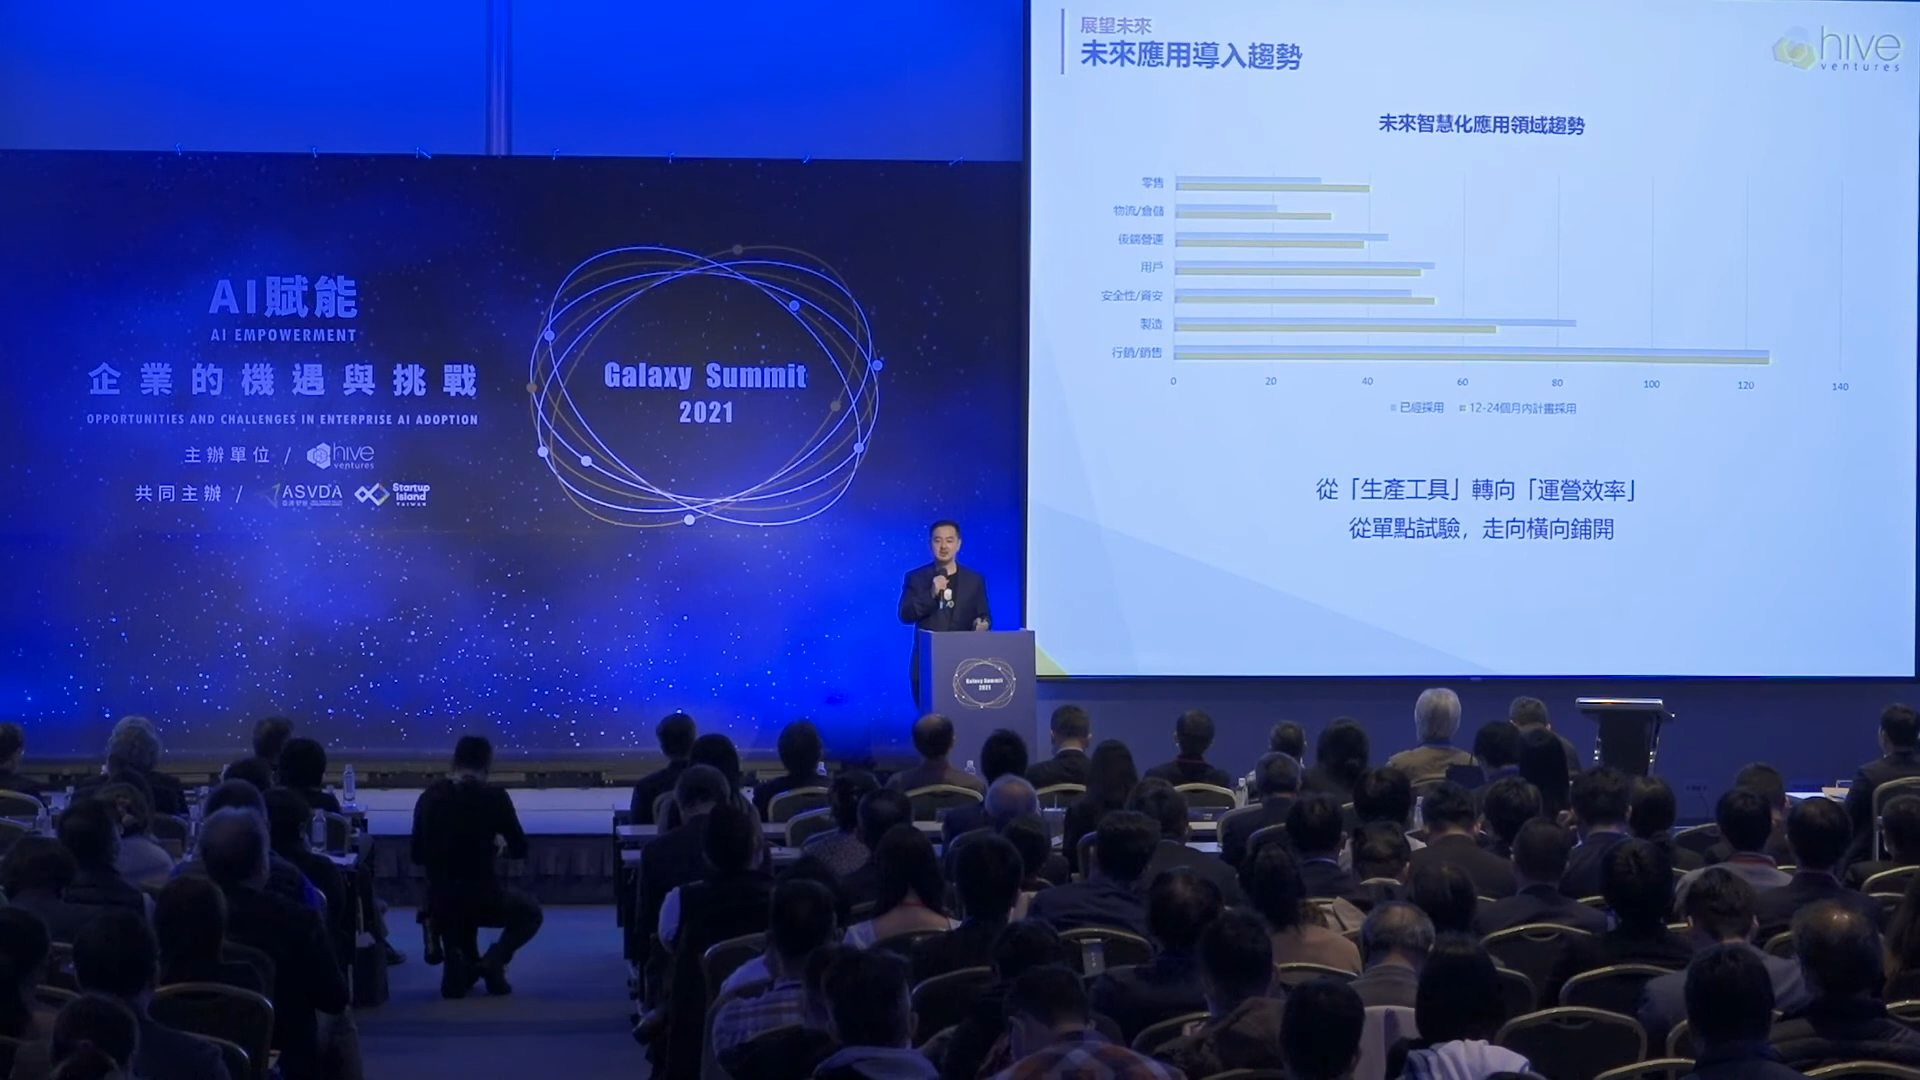 AI賦能
AI EMPOWERMENT
企業的機遇與挑戰
OPPORTUNITIES AND CHALLENGES IN ENTERPRISE AI ADOPTION
主辦單位 / hive ventures
共同主辦 / ASVDA Startup Island TAIWAN
Galaxy Summit
2021
Galaxy Summit
2021
展望未來
未來應用導入趨勢
hive
ventures
未來智慧化應用領域趨勢
零售
物流/倉儲
後端營運
用戶
安全性/資安
製造
行銷/銷售
0 20 40 60 80 100 120 140
已經採用 12-24個月內計畫採用
從「生產工具」轉向「運營效率」
從單點試驗，走向橫向鋪開